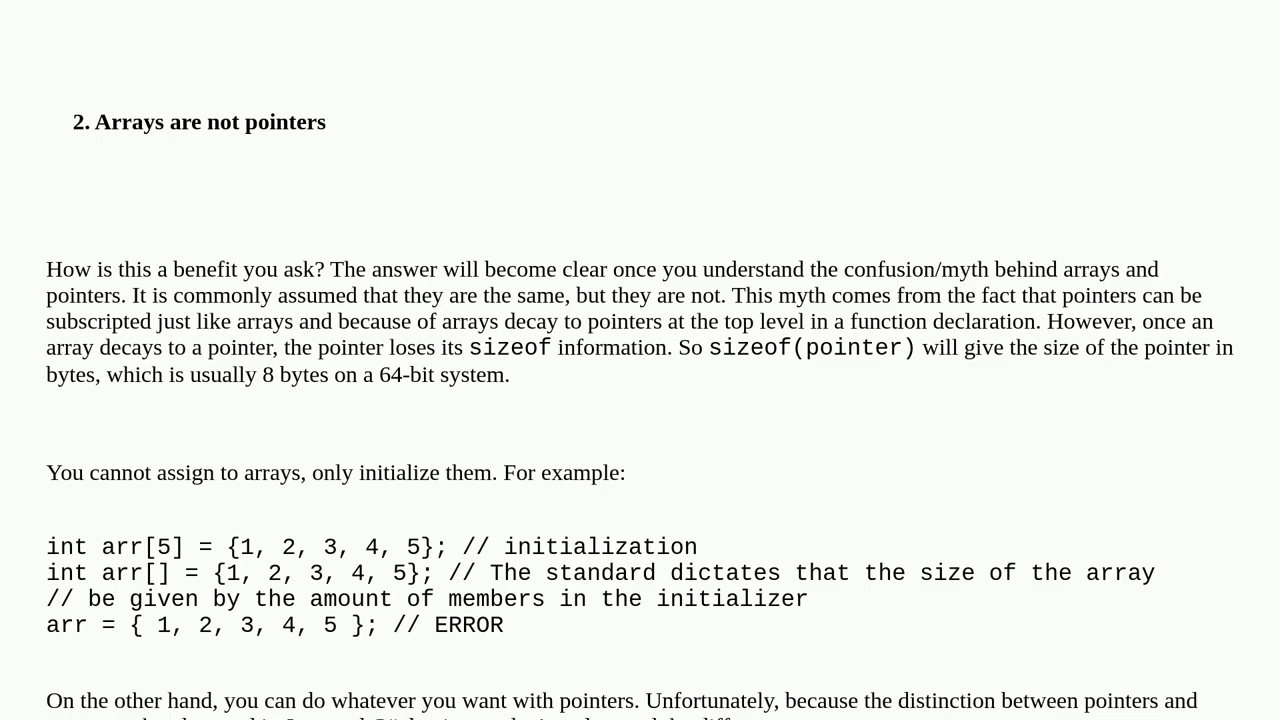 2. Arrays are not pointers
How is this a benefit you ask? The answer will become clear once you understand the confusion/myth behind arrays and
pointers. It is commonly assumed that they are the same, but they are not. This myth comes from the fact that pointers can be
subscripted just like arrays and because of arrays decay to pointers at the top level in a function declaration. However, once an
array decays to a pointer, the pointer loses its sizeof information. So sizeof(pointer) will give the size of the pointer in
bytes, which is usually 8 bytes on a 64-bit system.
You cannot assign to arrays, only initialize them. For example:
int arr[5] = {1, 2, 3, 4, 5}; // initialization
int arr[] = {1, 2, 3, 4, 5}; // The standard dictates that the size of the array
// be given by the amount of members in the initializer
arr = { 1, 2, 3, 4, 5 }; // ERROR
On the other hand, you can do whatever you want with pointers. Unfortunately, because the distinction between pointers and